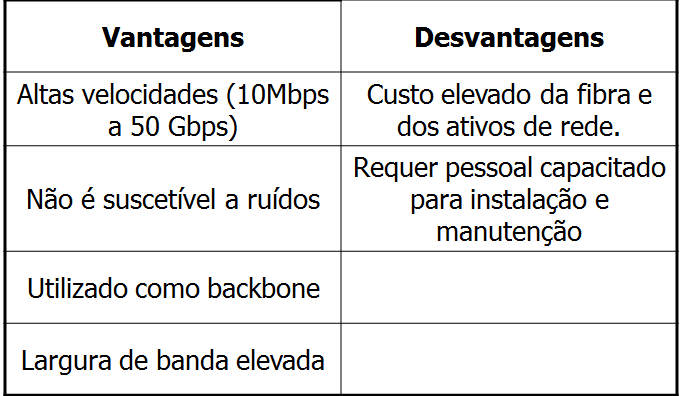 Vantagens
Desvantagens
Altas velocidades (10Mbps
a 50 Gbps)
Custo elevado da fibra e
dos ativos de rede.
Não é suscetível a ruídos
Requer pessoal capacitado
para instalação e
manutenção
Utilizado como backbone
Largura de banda elevada